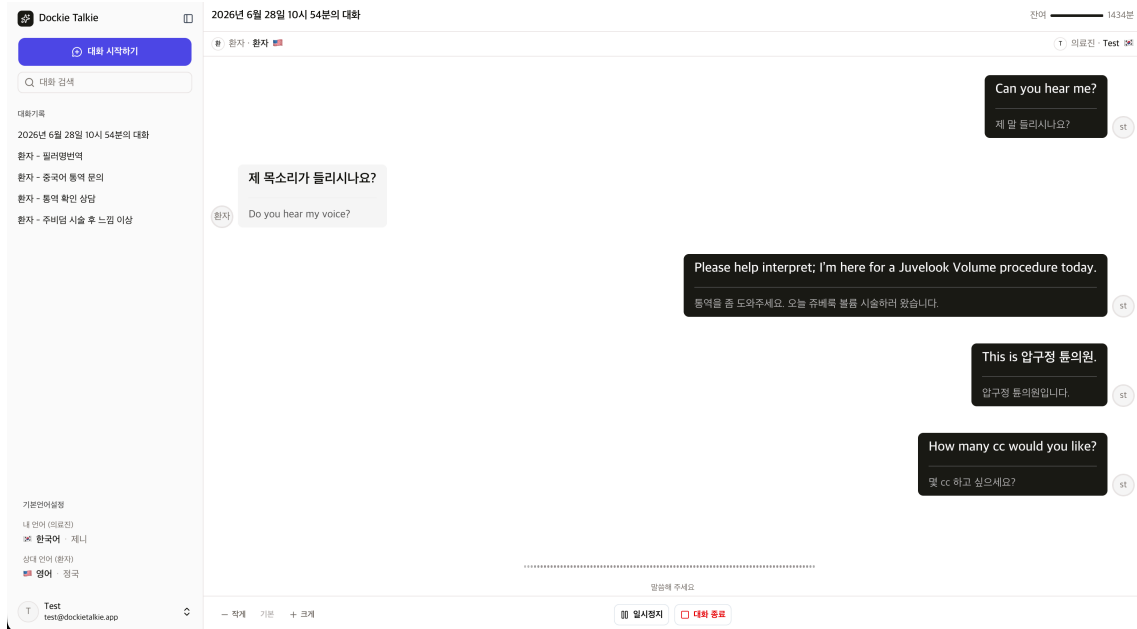 Dockie Talkie
대화 시작하기
대화 검색
대화기록
2026년 6월 28일 10시 54분의 대화
환자 - 필러명번역
환자 - 중국어 통역 문의
환자 - 통역 확인 상담
환자 - 주비덤 시술 후 느낌 이상
기본언어설정
내 언어 (의료진)
한국어 · 제니
상대 언어 (환자)
영어 · 정국
T
Test
test@dockietalkie.app
2026년 6월 28일 10시 54분의 대화
잔여 1434분
환 환자 · 환자
T 의료진 · Test
Can you hear me?
제 말 들리시나요?
st
제 목소리가 들리시나요?
Do you hear my voice?
환자
Please help interpret; I'm here for a Juvelook Volume procedure today.
통역을 좀 도와주세요. 오늘 쥬베룩 볼륨 시술하러 왔습니다.
st
This is 압구정 튠의원.
압구정 튠의원입니다.
st
How many cc would you like?
몇 cc 하고 싶으세요?
st
말씀해 주세요
− 작게 기본 + 크게
일시정지 대화 종료